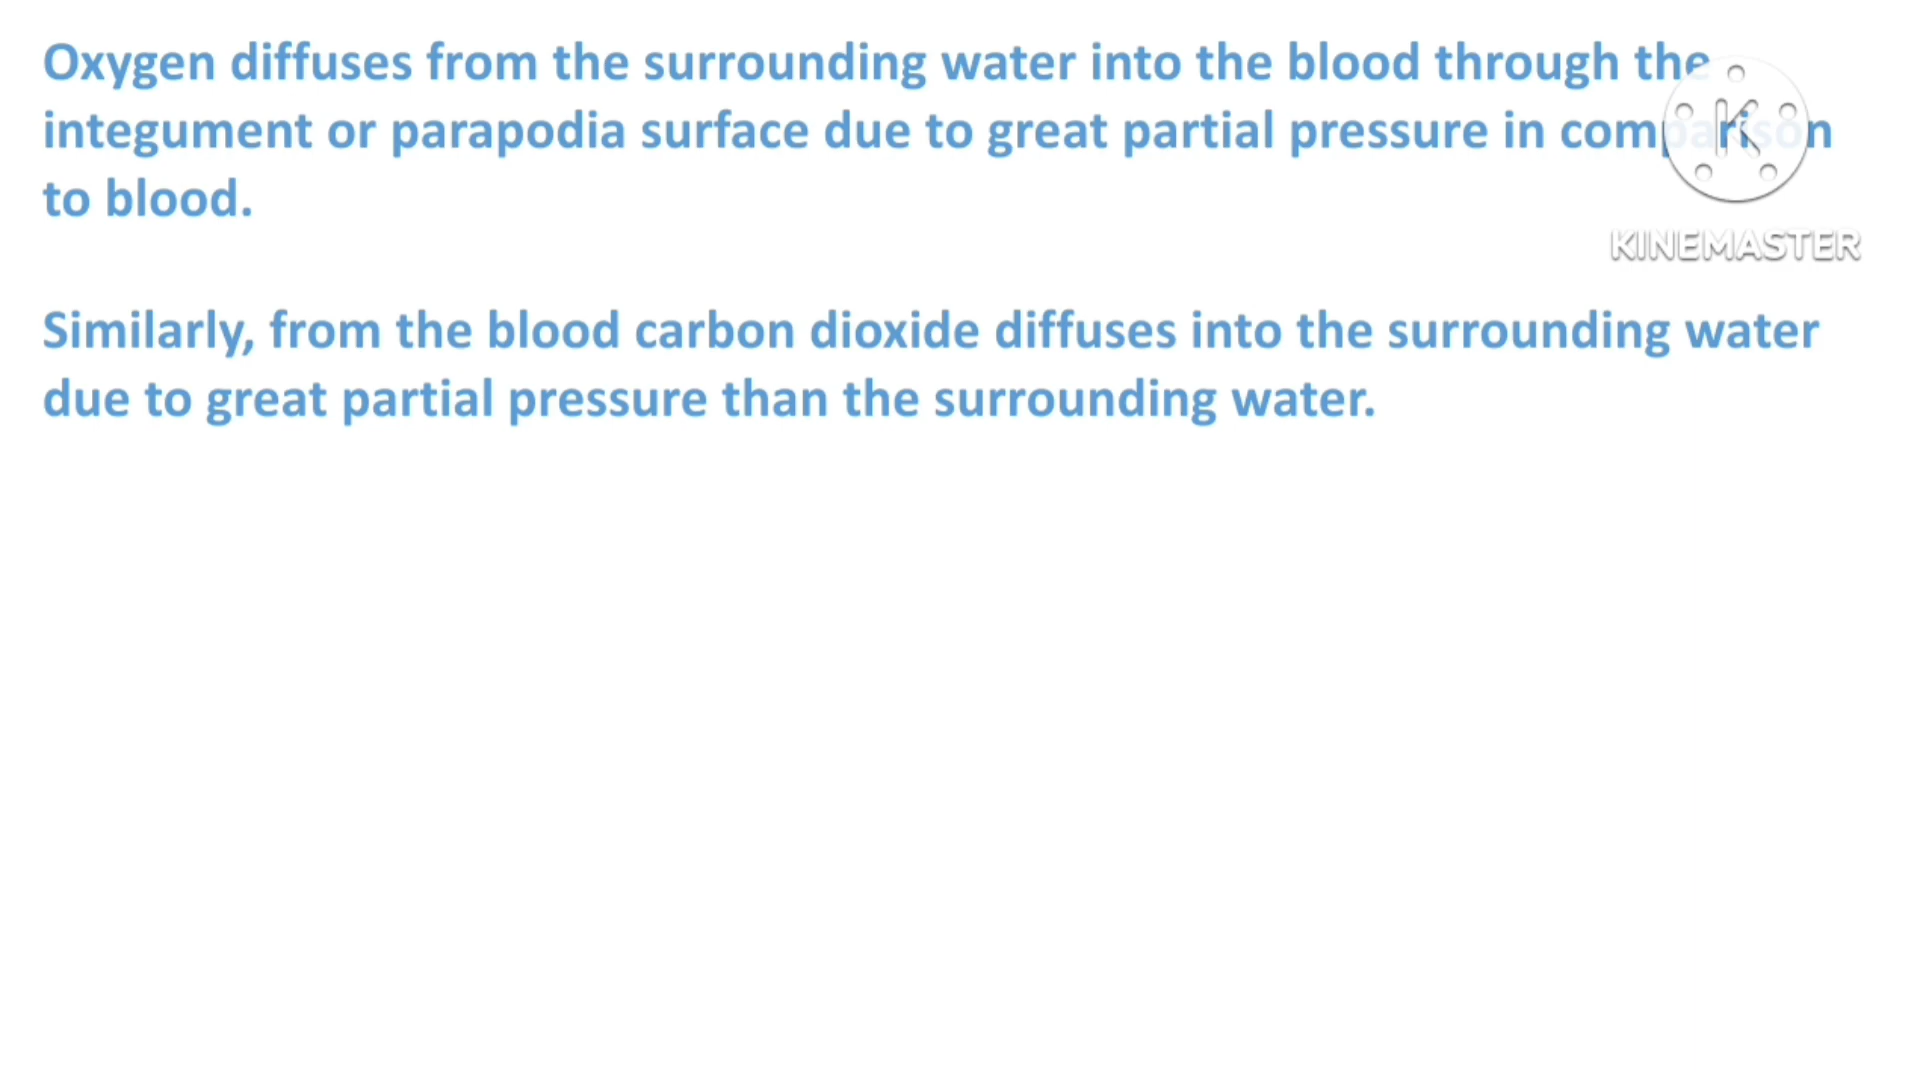 Oxygen diffuses from the surrounding water into the blood through the
integument or parapodia surface due to great partial pressure in comparison
to blood.
KINEMASTER
Similarly, from the blood carbon dioxide diffuses into the surrounding water
due to great partial pressure than the surrounding water.